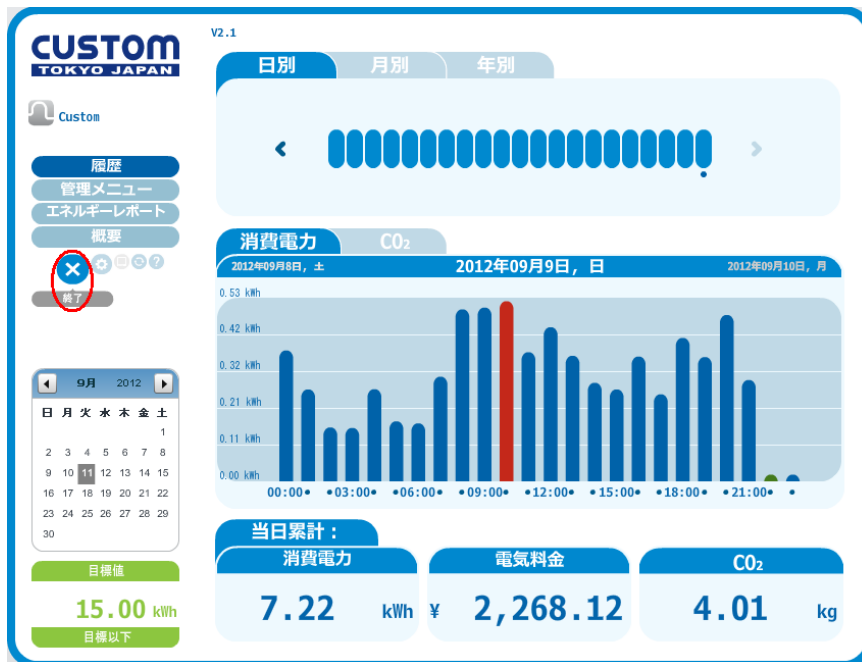 CUSTOM
TOKYO JAPAN
V2.1
Custom
履歴
管理メニュー
エネルギーレポート
概要
?
終了
9月 2012
日 月 火 水 木 金 土
1
2 3 4 5 6 7 8
9 10 11 12 13 14 15
16 17 18 19 20 21 22
23 24 25 26 27 28 29
30
目標値
15.00 kWh
目標以下
日別 月別 年別
消費電力 CO₂
2012年09月8日, 土 2012年09月9日, 日 2012年09月10日, 月
0.53 kWh
0.42 kWh
0.32 kWh
0.21 kWh
0.11 kWh
0.00 kWh
00:00 03:00 06:00 09:00 12:00 15:00 18:00 21:00
当日累計：
消費電力 電気料金 CO₂
7.22 kWh ¥ 2,268.12 4.01 kg